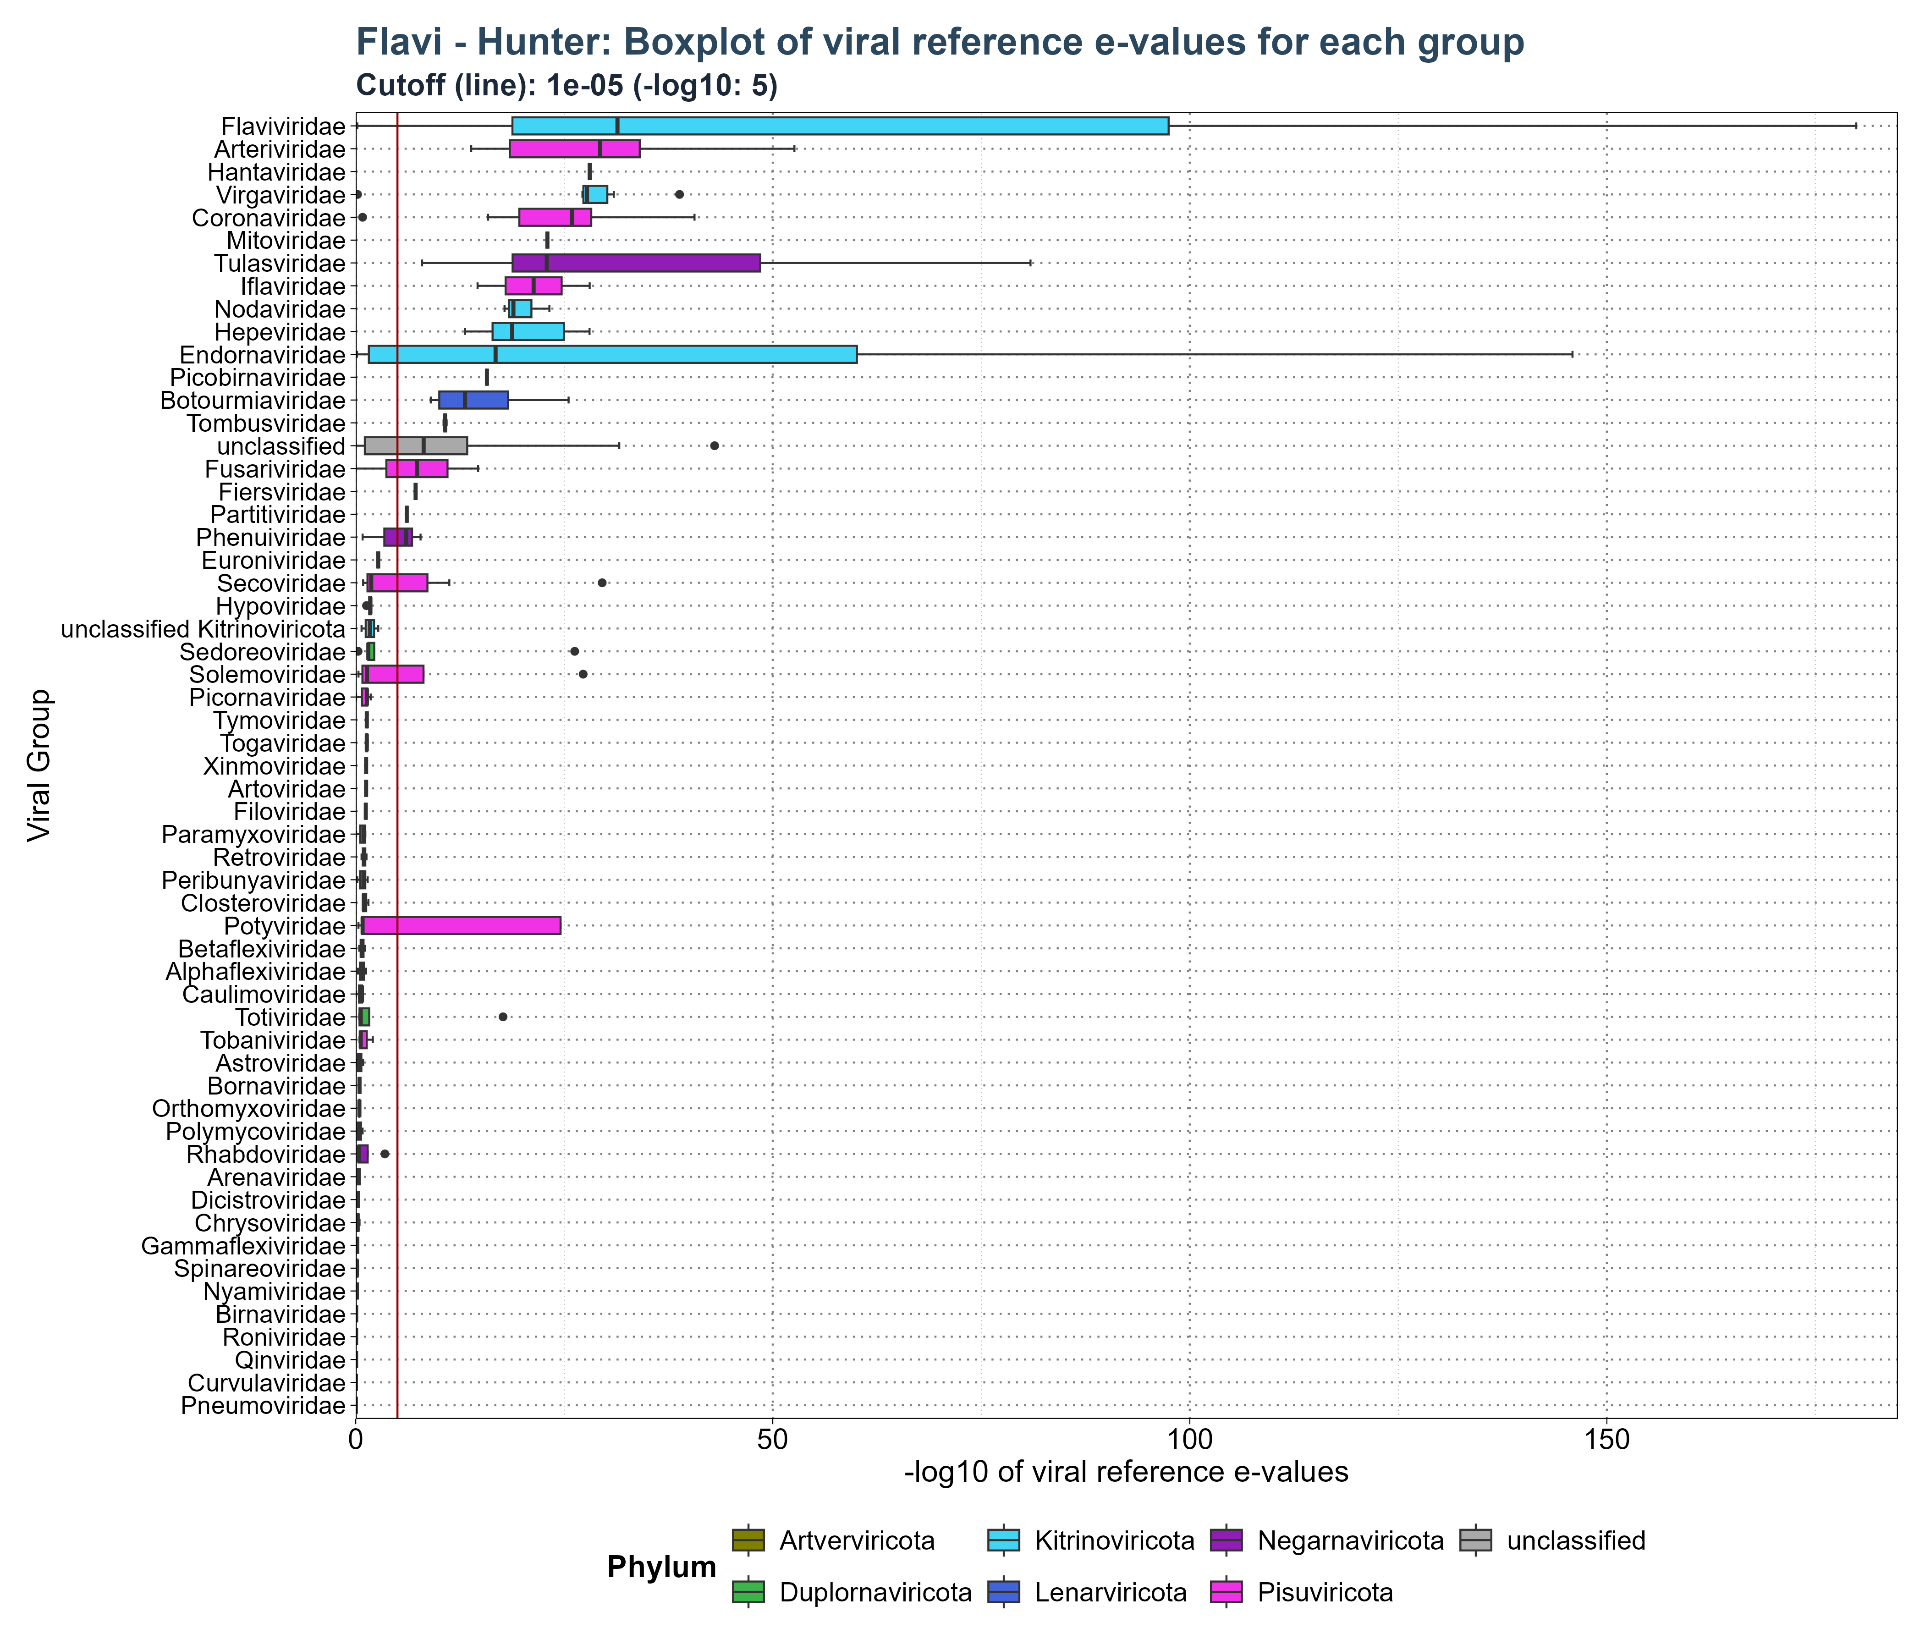 Flavi - Hunter: Boxplot of viral reference e-values for each group
Cutoff (line): 1e-05 (-log10: 5)
Flaviviridae
Arteriviridae
Hantaviridae
Virgaviridae
Coronaviridae
Mitoviridae
Tulasviridae
Iflaviridae
Nodaviridae
Hepeviridae
Endornaviridae
Picobirnaviridae
Botourmiaviridae
Tombusviridae
unclassified
Fusariviridae
Fiersviridae
Partitiviridae
Phenuiviridae
Euroniviridae
Secoviridae
Hypoviridae
unclassified Kitrinoviricota
Sedoreoviridae
Solemoviridae
Picornaviridae
Tymoviridae
Togaviridae
Xinmoviridae
Artoviridae
Filoviridae
Paramyxoviridae
Retroviridae
Peribunyaviridae
Closteroviridae
Potyviridae
Betaflexiviridae
Alphaflexiviridae
Caulimoviridae
Totiviridae
Tobaniviridae
Astroviridae
Bornaviridae
Orthomyxoviridae
Polymycoviridae
Rhabdoviridae
Arenaviridae
Dicistroviridae
Chrysoviridae
Gammaflexiviridae
Spinareoviridae
Nyamiviridae
Birnaviridae
Roniviridae
Qinviridae
Curvulaviridae
Pneumoviridae
Viral Group
0 50 100 150
-log10 of viral reference e-values
Phylum
Artverviricota Kitrinoviricota Negarnaviricota unclassified
Duplornaviricota Lenarviricota Pisuviricota